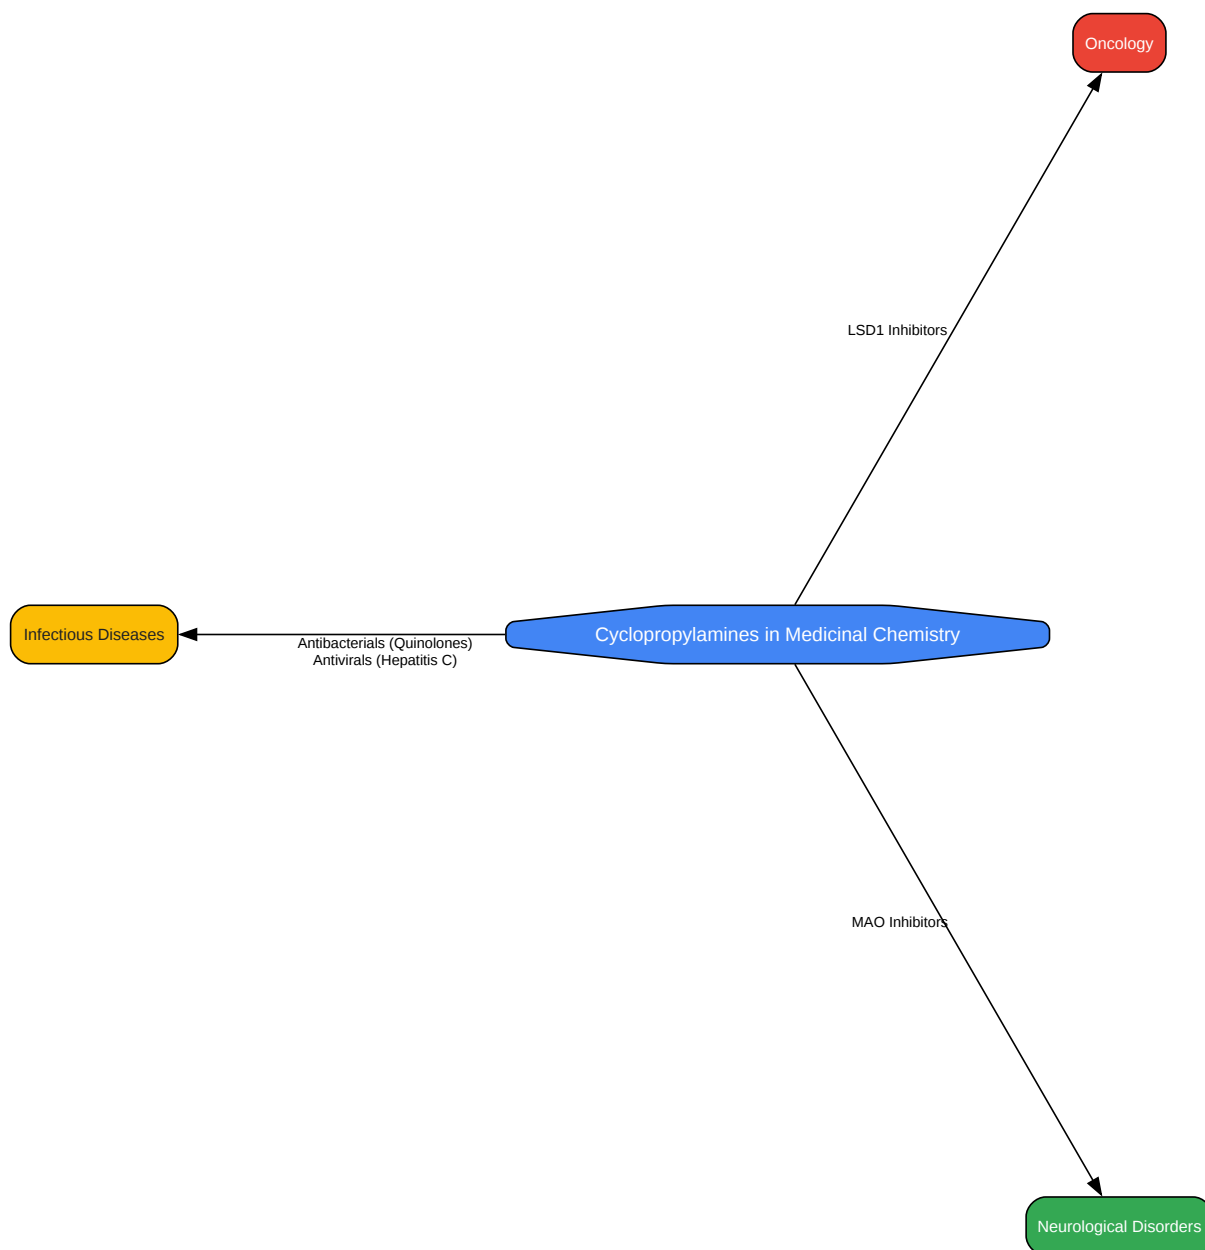 Oncology
LSD1 Inhibitors
Infectious Diseases
Antibacterials (Quinolones)
Antivirals (Hepatitis C)
Cyclopropylamines in Medicinal Chemistry
MAO Inhibitors
Neurological Disorders